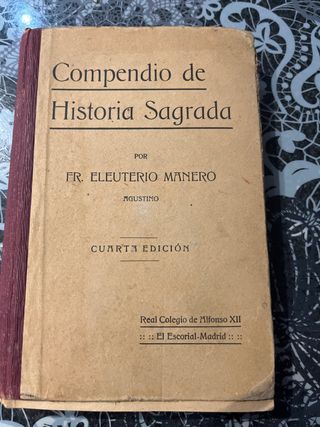 Compendio de
Historia Sagrada
POR
FR. ELEUTERIO MANERO
AGUSTINO
CUARTA EDICIÓN
Real Colegio de Alfonso XII
:: :: El Escorial-Madrid :: ::